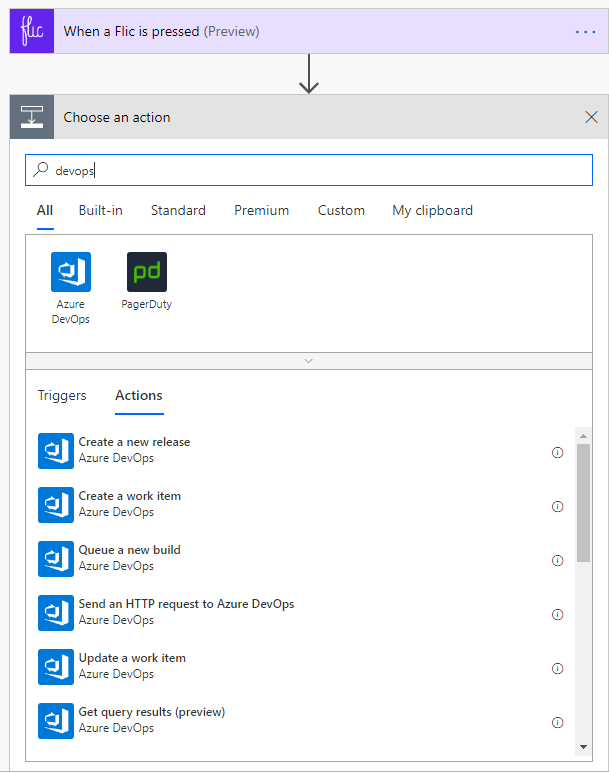 flic When a Flic is pressed (Preview) ...
Choose an action
devops
All Built-in Standard Premium Custom My clipboard
pd
Azure PagerDuty
DevOps
Triggers Actions
Create a new release
Azure DevOps
Create a work item
Azure DevOps
Queue a new build
Azure DevOps
Send an HTTP request to Azure DevOps
Azure DevOps
Update a work item
Azure DevOps
Get query results (preview)
Azure DevOps